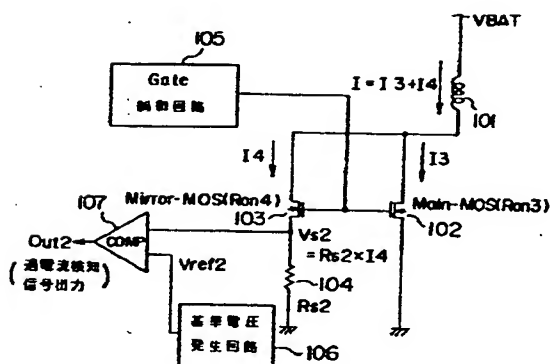 VBAT
105
Gate
制御回路
I=I3+I4
101
I4
I3
107
Mirror-MOS(Ron4)
Main-MOS(Ron3)
103
102
COMP
Out2
Vs2
=Rs2×I4
(過電流検知
信号出力)
Vref2
104
Rs2
基準電圧
発生回路
106